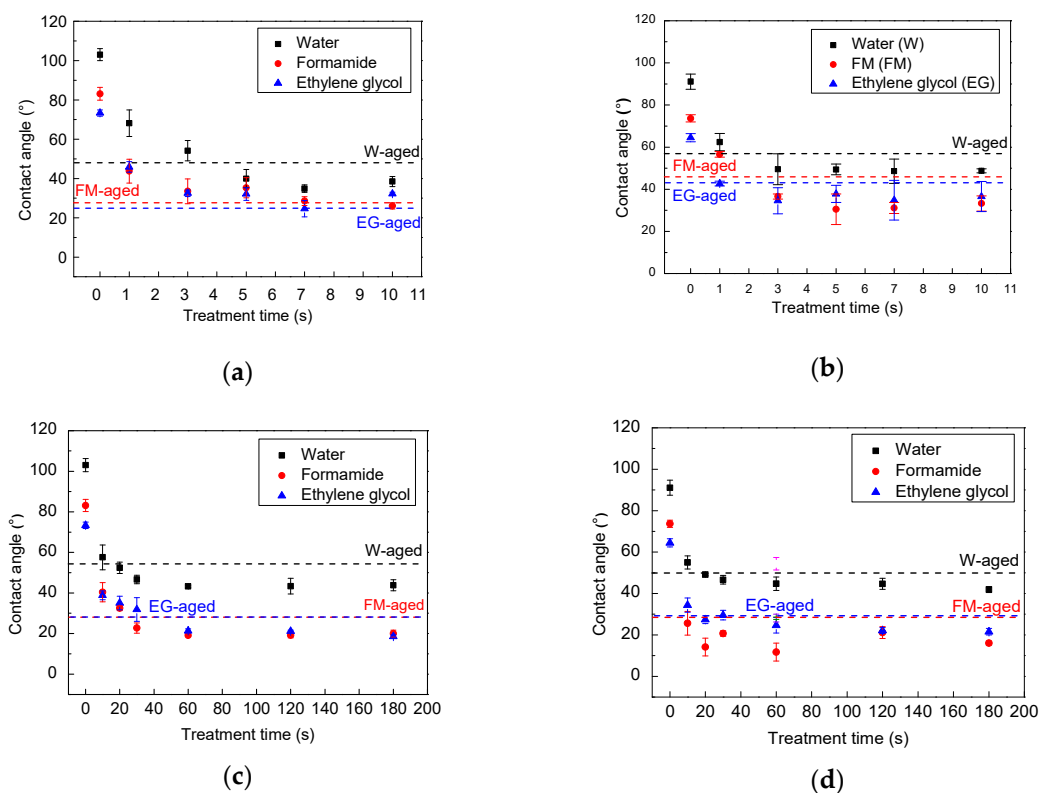 120
100
80
60
40
20
0
Contact angle (°)
Water
Formamide
Ethylene glycol
W-aged
FM-aged
EG-aged
0 1 2 3 4 5 6 7 8 9 10 11
Treatment time (s)
(a)
120
100
80
60
40
20
0
Contact angle (°)
Water (W)
FM (FM)
Ethylene glycol (EG)
W-aged
FM-aged
EG-aged
0 1 2 3 4 5 6 7 8 9 10 11
Treatment time (s)
(b)
120
100
80
60
40
20
0
Contact angle (°)
Water
Formamide
Ethylene glycol
W-aged
EG-aged
FM-aged
0 20 40 60 80 100 120 140 160 180 200
Treatment time (s)
(c)
120
100
80
60
40
20
0
Contact angle (°)
Water
Formamide
Ethylene glycol
W-aged
EG-aged
FM-aged
0 20 40 60 80 100 120 140 160 180 200
Treatment time (s)
(d)